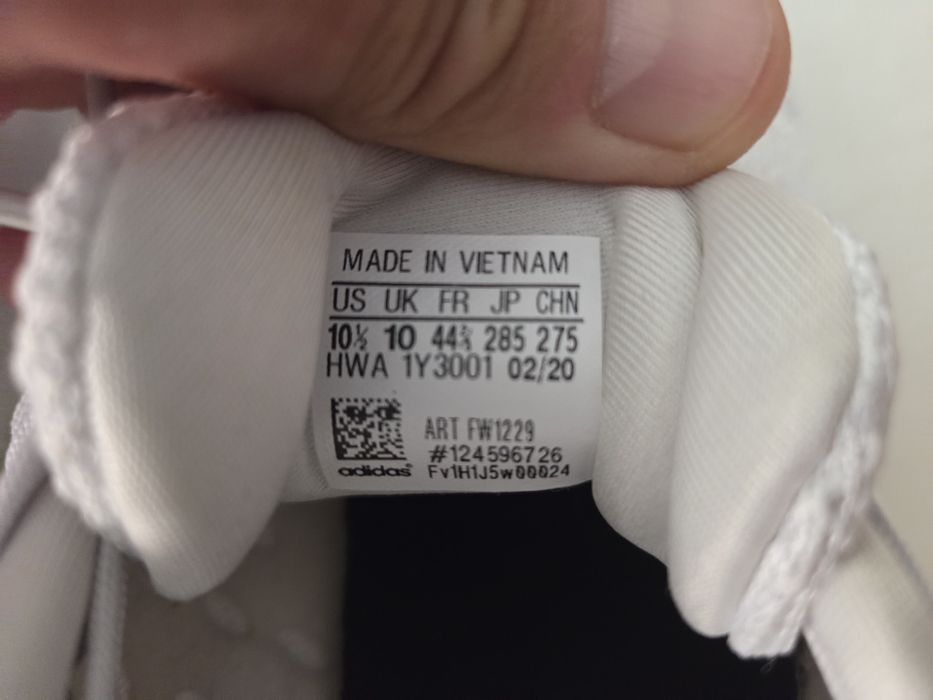 MADE IN VIETNAM
US UK FR JP CHN
10½ 10 44⅔ 285 275
HWA 1Y3001 02/20
ART FW1229
#124596726
adidas Fv1H1J5w00024